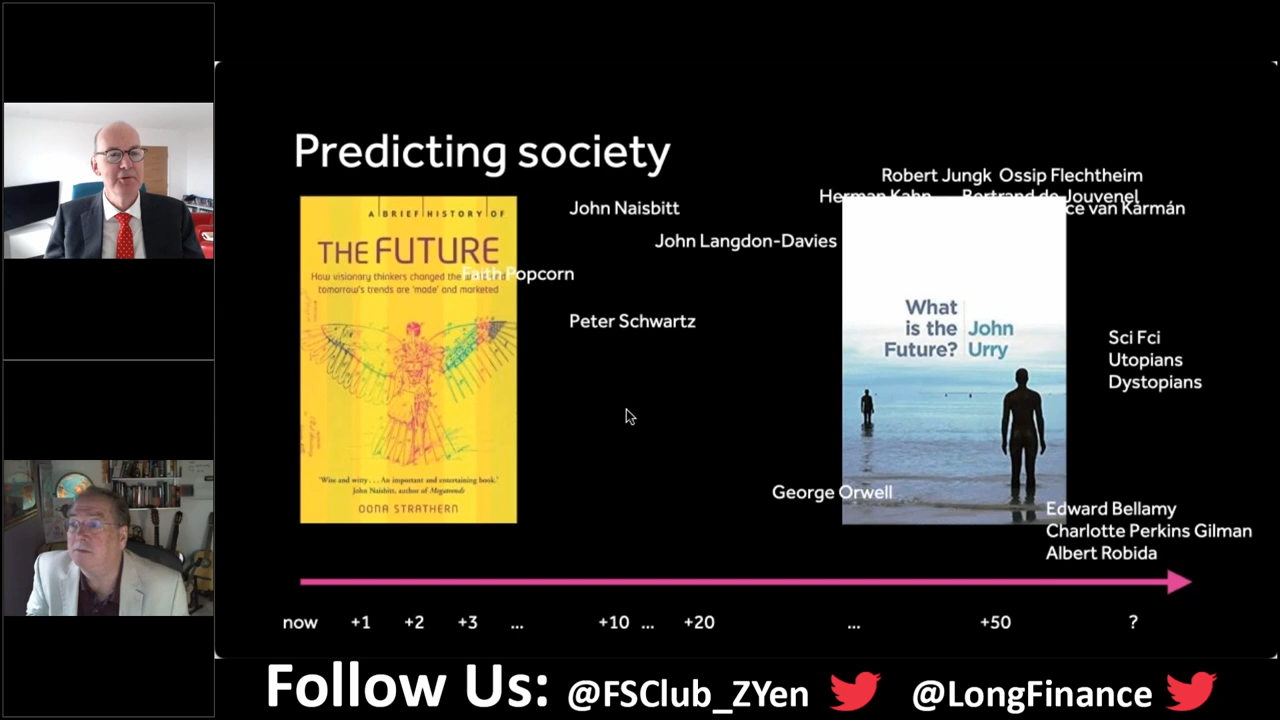 Predicting society
Robert Jungk Ossip Flechtheim
Herman Kahn Bertrand de Jouvenel
ce van Kármán
John Naisbitt
John Langdon-Davies
Faith Popcorn
Peter Schwartz
A BRIEF HISTORY OF
THE FUTURE
How visionary thinkers changed the
tomorrow's trends are 'made' and marketed
'Wise and witty . . . An important and entertaining book.'
John Naisbitt, author of Megatrends
OONA STRATHERN
What
is the
Future?
John
Urry
Sci Fci
Utopians
Dystopians
George Orwell
Edward Bellamy
Charlotte Perkins Gilman
Albert Robida
now +1 +2 +3 ... +10 ... +20 ... +50 ?
Follow Us: @FSClub_ZYen @LongFinance